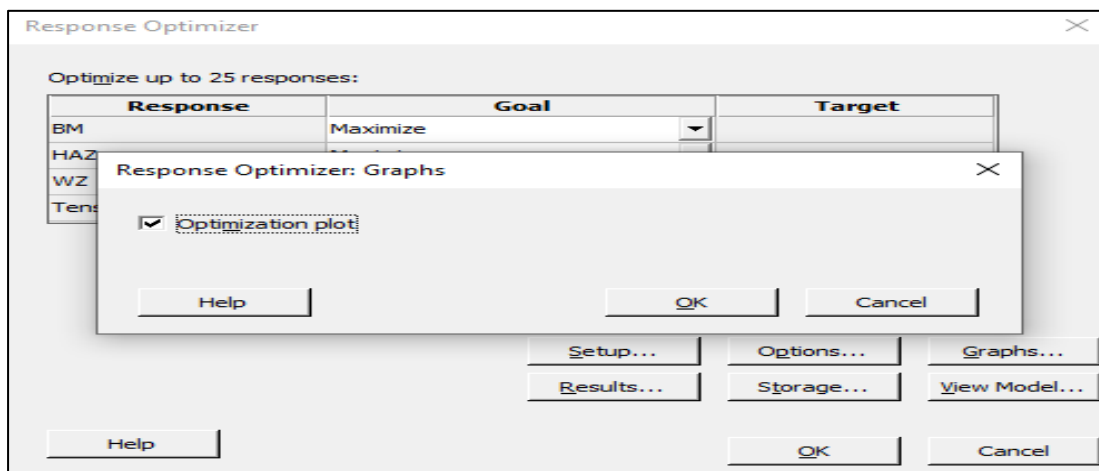 Response Optimizer
Optimize up to 25 responses:
Response Goal Target
BM Maximize
HAZ
Response Optimizer: Graphs
WZ
Tens
Optimization plot
Help OK Cancel
Setup... Options... Graphs...
Results... Storage... View Model...
Help OK Cancel